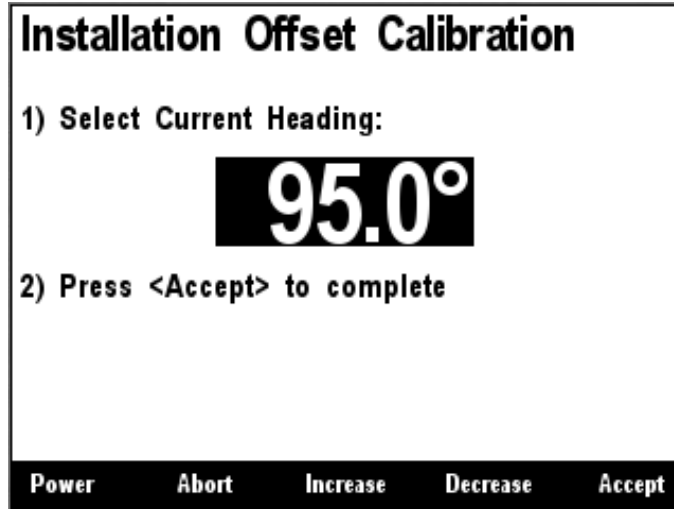 Installation Offset Calibration
1) Select Current Heading:
95.0°
2) Press <Accept> to complete
Power Abort Increase Decrease Accept